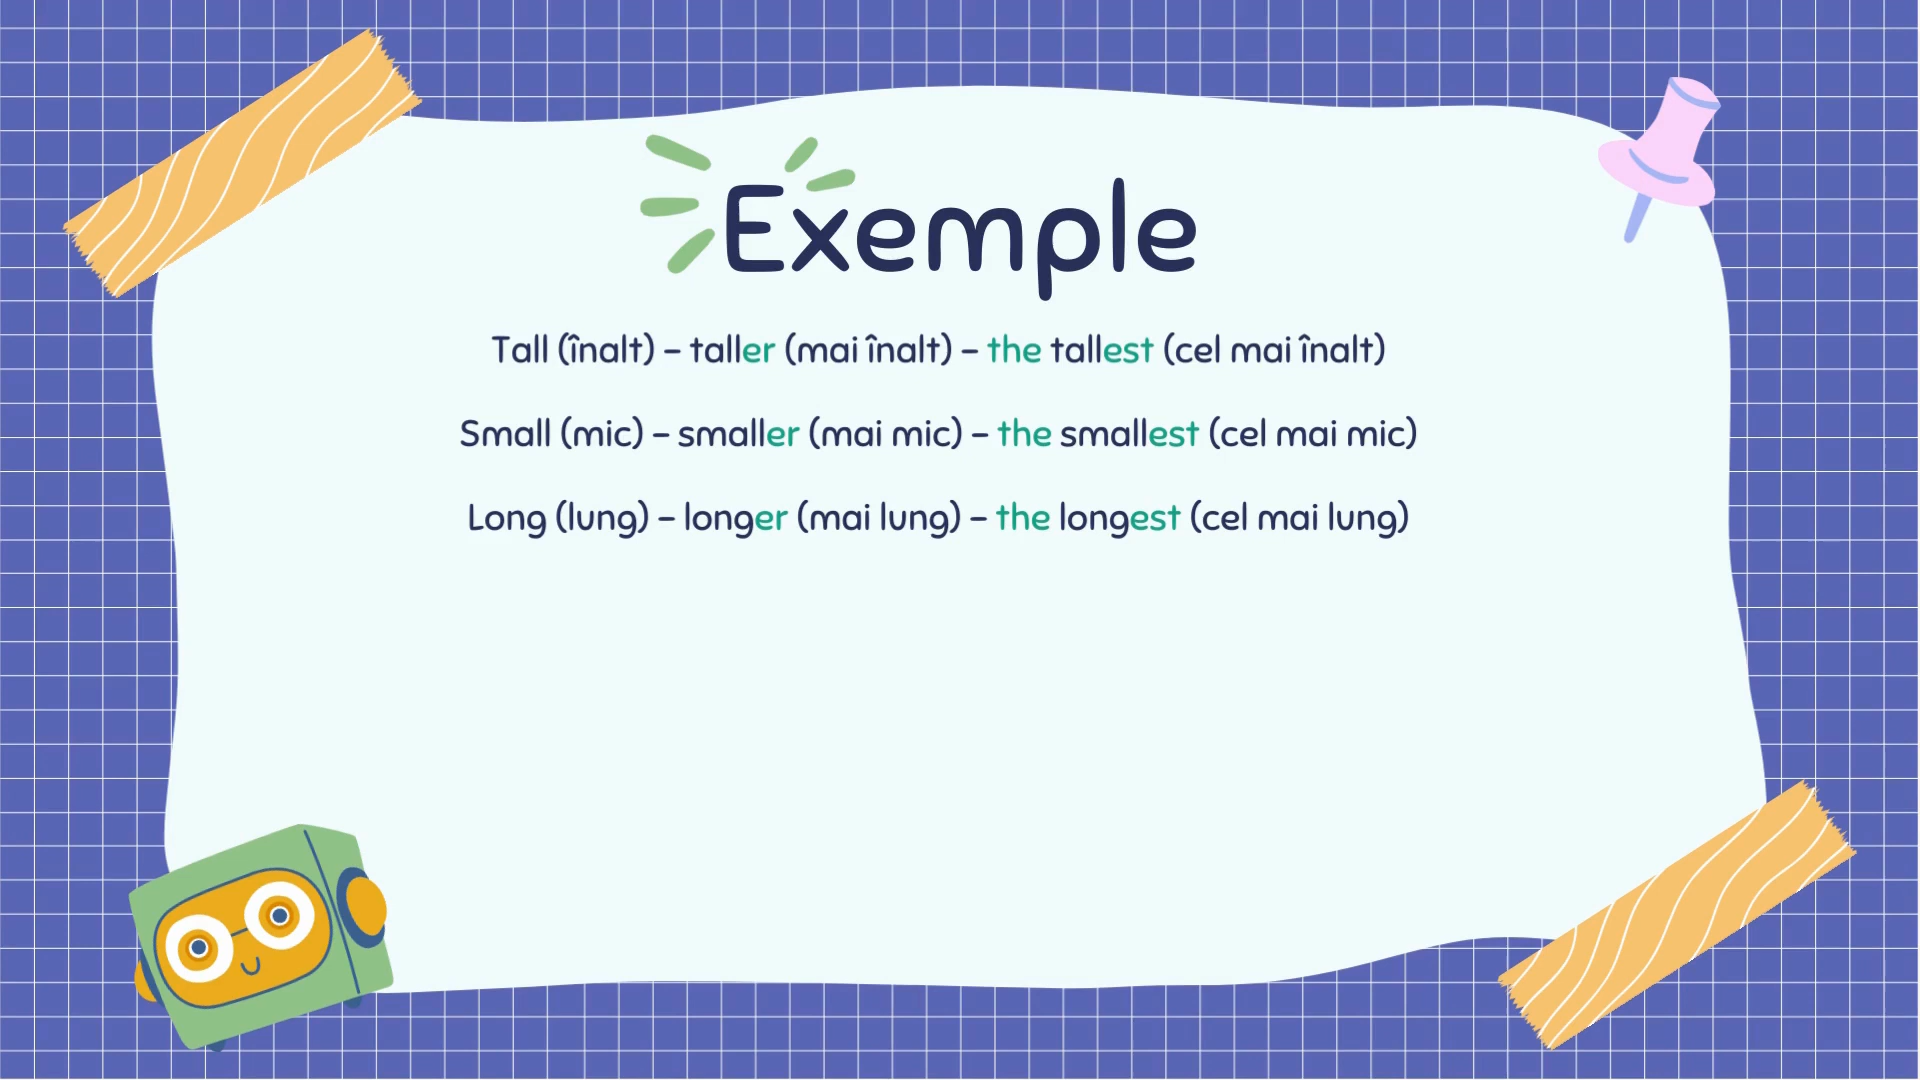 Exemple
Tall (înalt) – taller (mai înalt) – the tallest (cel mai înalt)
Small (mic) – smaller (mai mic) – the smallest (cel mai mic)
Long (lung) – longer (mai lung) – the longest (cel mai lung)